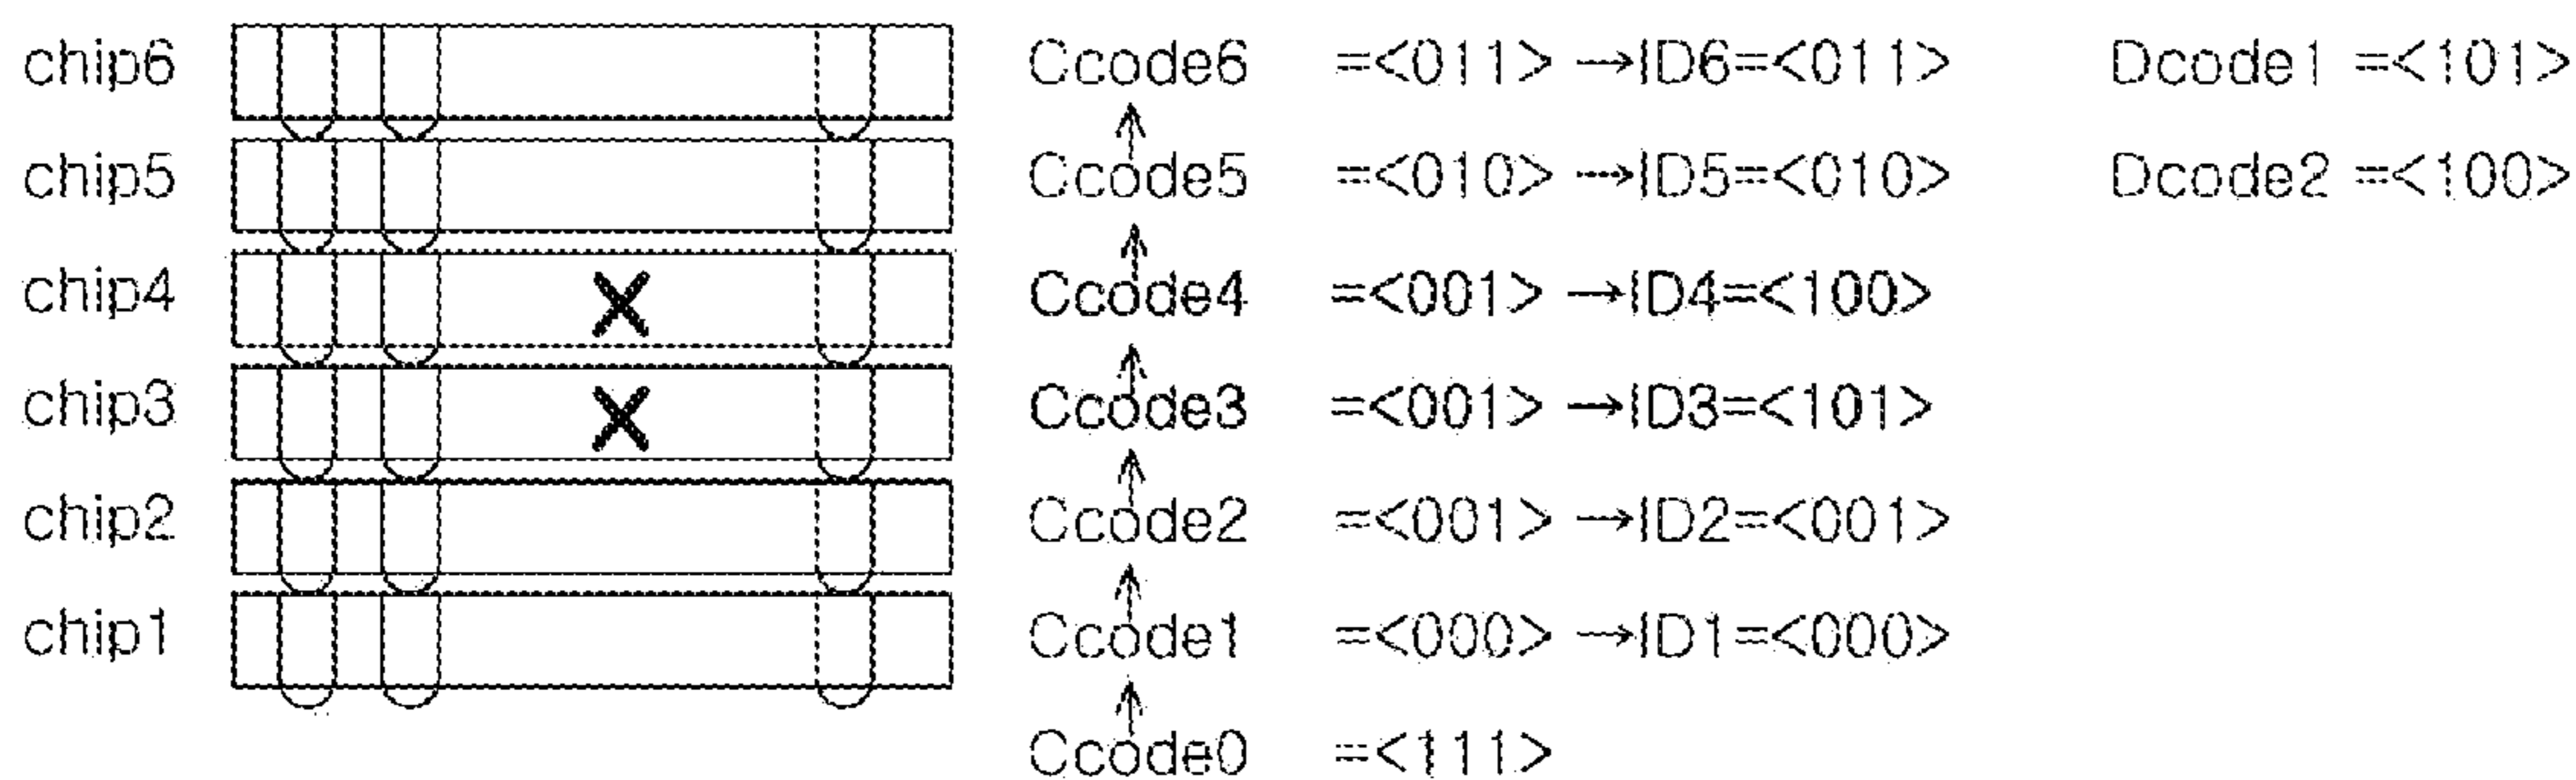 chip6 Ccode6 =<011> →ID6=<011> Dcode1 =<101>
chip5 Ccode5 =<010> →ID5=<010> Dcode2 =<100>
chip4 Ccode4 =<001> →ID4=<100>
chip3 Ccode3 =<001> →ID3=<101>
chip2 Ccode2 =<001> →ID2=<001>
chip1 Ccode1 =<000> →ID1=<000>
Ccode0 =<111>